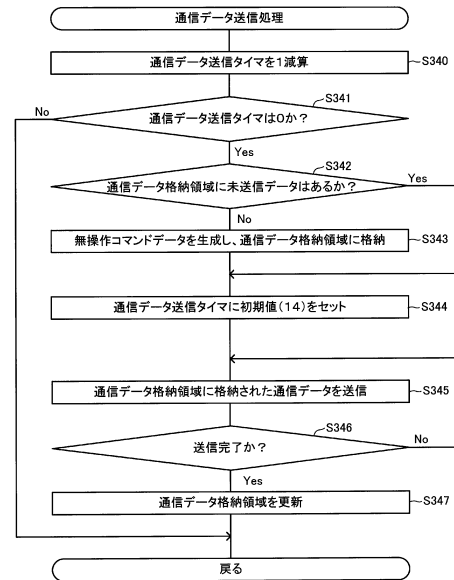 通信データ送信処理
通信データ送信タイマを1減算
S340
S341
No
通信データ送信タイマは0か？
Yes
S342
通信データ格納領域に未送信データはあるか？
Yes
No
無操作コマンドデータを生成し、通信データ格納領域に格納
S343
通信データ送信タイマに初期値(14)をセット
S344
通信データ格納領域に格納された通信データを送信
S345
S346
送信完了か？
No
Yes
通信データ格納領域を更新
S347
戻る